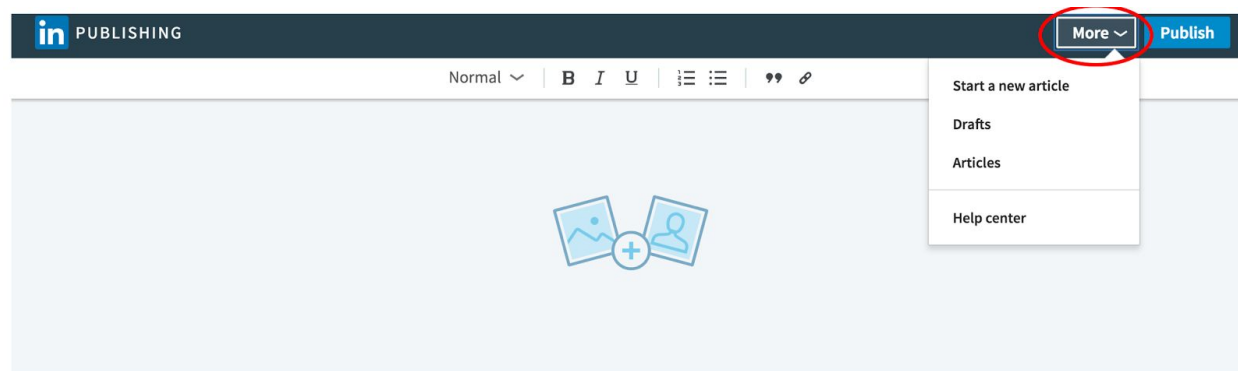 in PUBLISHING
More
Publish
Normal
B I U
Start a new article
Drafts
Articles
Help center